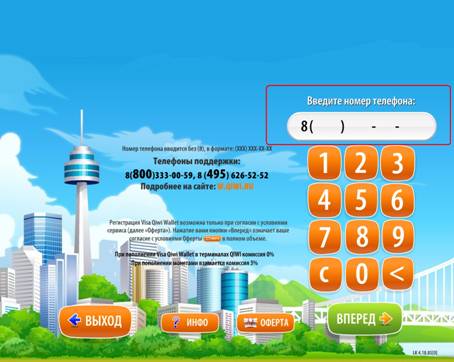 Введите номер телефона:
8( ) - -
Номер телефона вводится без (8), в формате: (XXX) XXX-XX-XX
Телефоны поддержки:
8(800)333-00-59, 8 (495) 626-52-52
Подробнее на сайте: W.QIWI.RU
Регистрация Visa Qiwi Wallet возможна только при согласии с условиями
сервиса (далее «Оферта»). Нажатие вами кнопки «Вперед» означает ваше
согласие с условиями Оферты в полном объеме.
При пополнении Visa Qiwi Wallet в терминалах QIWI комиссия 0%
При пополнении монетами взимается комиссия 3%
1 2 3
4 5 6
7 8 9
C 0 <
ВЫХОД
ИНФО
ОФЕРТА
ВПЕРЕД